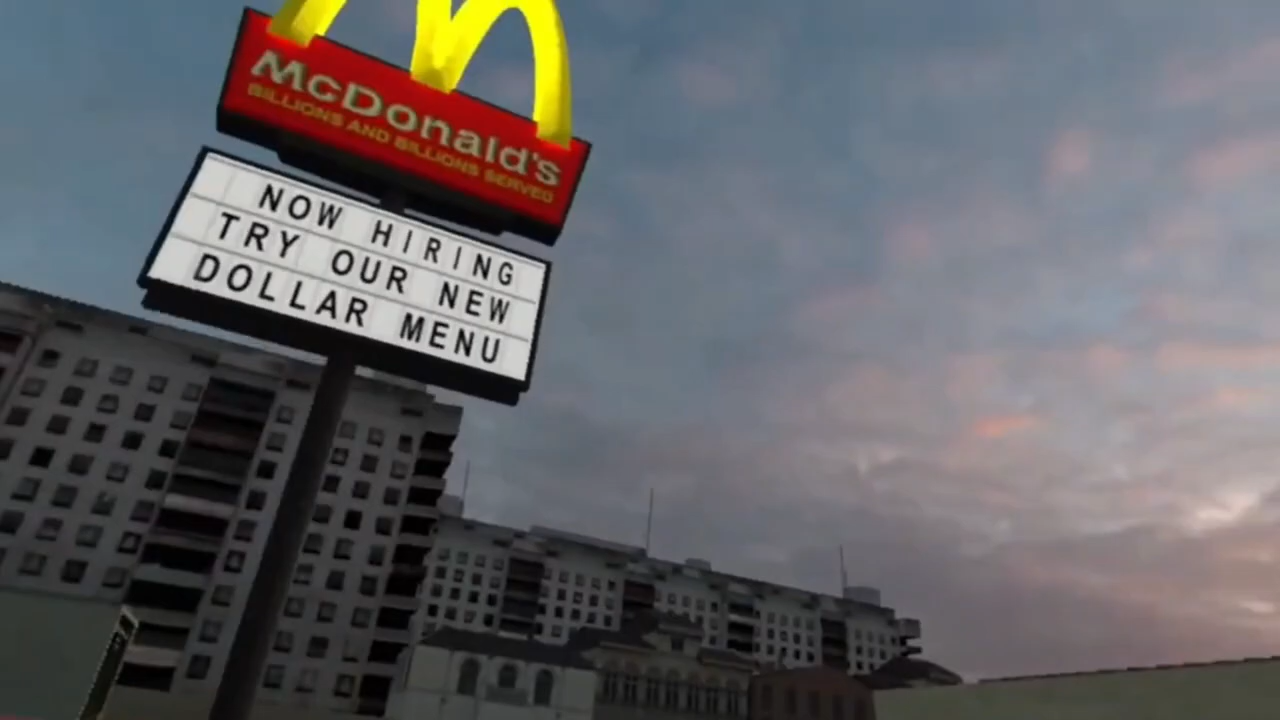 McDonald's
BILLIONS AND BILLIONS SERVED
NOW HIRING
TRY OUR NEW
DOLLAR MENU